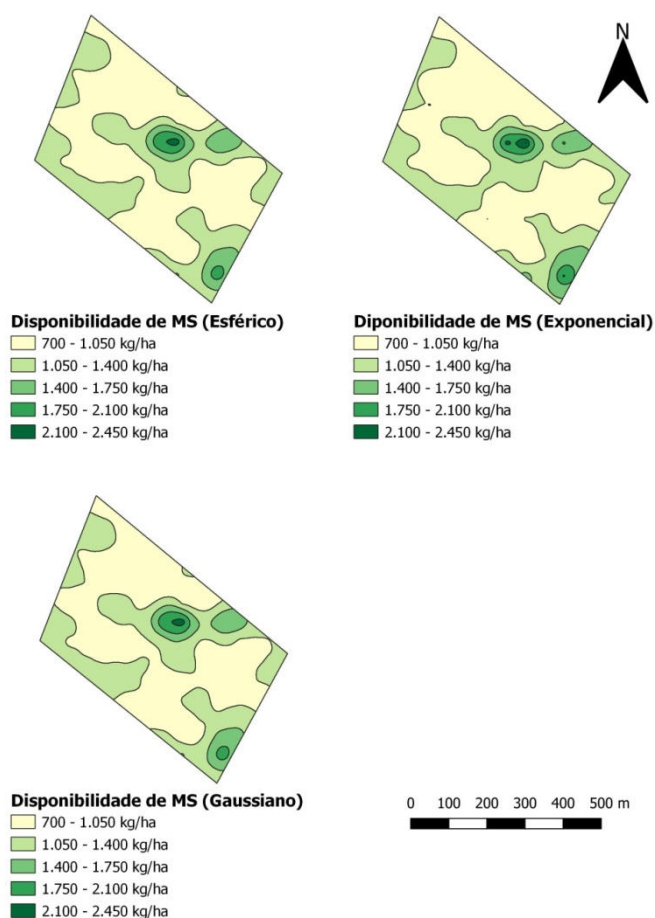 N
Disponibilidade de MS (Esférico)
700 - 1.050 kg/ha
1.050 - 1.400 kg/ha
1.400 - 1.750 kg/ha
1.750 - 2.100 kg/ha
2.100 - 2.450 kg/ha
Diponibilidade de MS (Exponencial)
700 - 1.050 kg/ha
1.050 - 1.400 kg/ha
1.400 - 1.750 kg/ha
1.750 - 2.100 kg/ha
2.100 - 2.450 kg/ha
Disponibilidade de MS (Gaussiano)
700 - 1.050 kg/ha
1.050 - 1.400 kg/ha
1.400 - 1.750 kg/ha
1.750 - 2.100 kg/ha
2.100 - 2.450 kg/ha
0 100 200 300 400 500 m